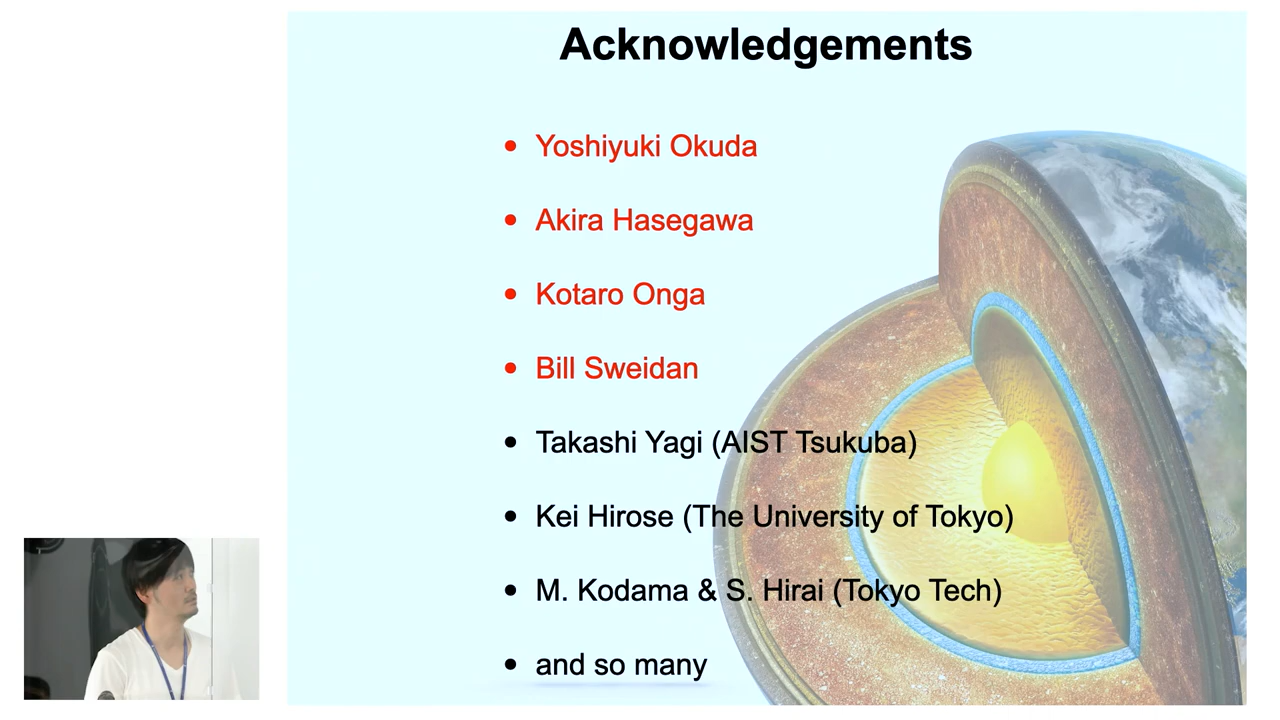 Acknowledgements
• Yoshiyuki Okuda
• Akira Hasegawa
• Kotaro Onga
• Bill Sweidan
• Takashi Yagi (AIST Tsukuba)
• Kei Hirose (The University of Tokyo)
• M. Kodama & S. Hirai (Tokyo Tech)
• and so many